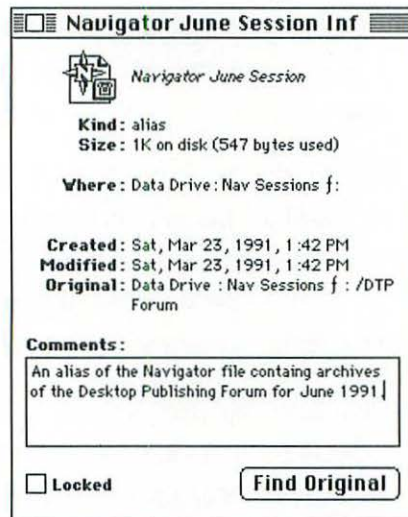 Navigator June Session Inf
Navigator June Session
Kind: alias
Size: 1K on disk (547 bytes used)
Where: Data Drive: Nav Sessions ƒ:
Created: Sat, Mar 23, 1991, 1:42 PM
Modified: Sat, Mar 23, 1991, 1:42 PM
Original: Data Drive: Nav Sessions ƒ: /DTP
Forum
Comments:
An alias of the Navigator file containg archives
of the Desktop Publishing Forum for June 1991.
Locked
Find Original